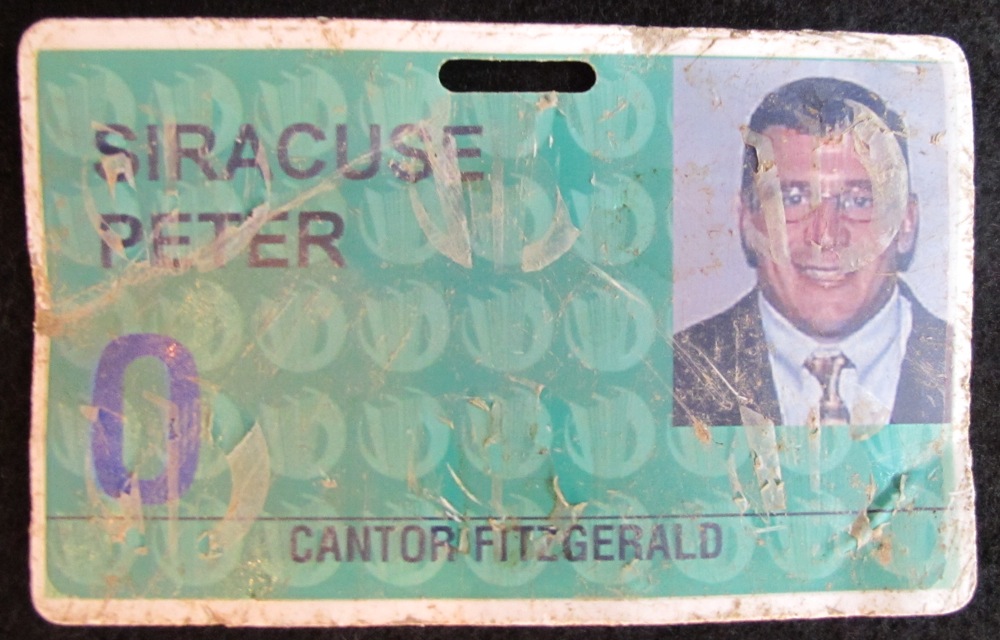 SIRACUSE
PETER
0
CANTOR FITZGERALD